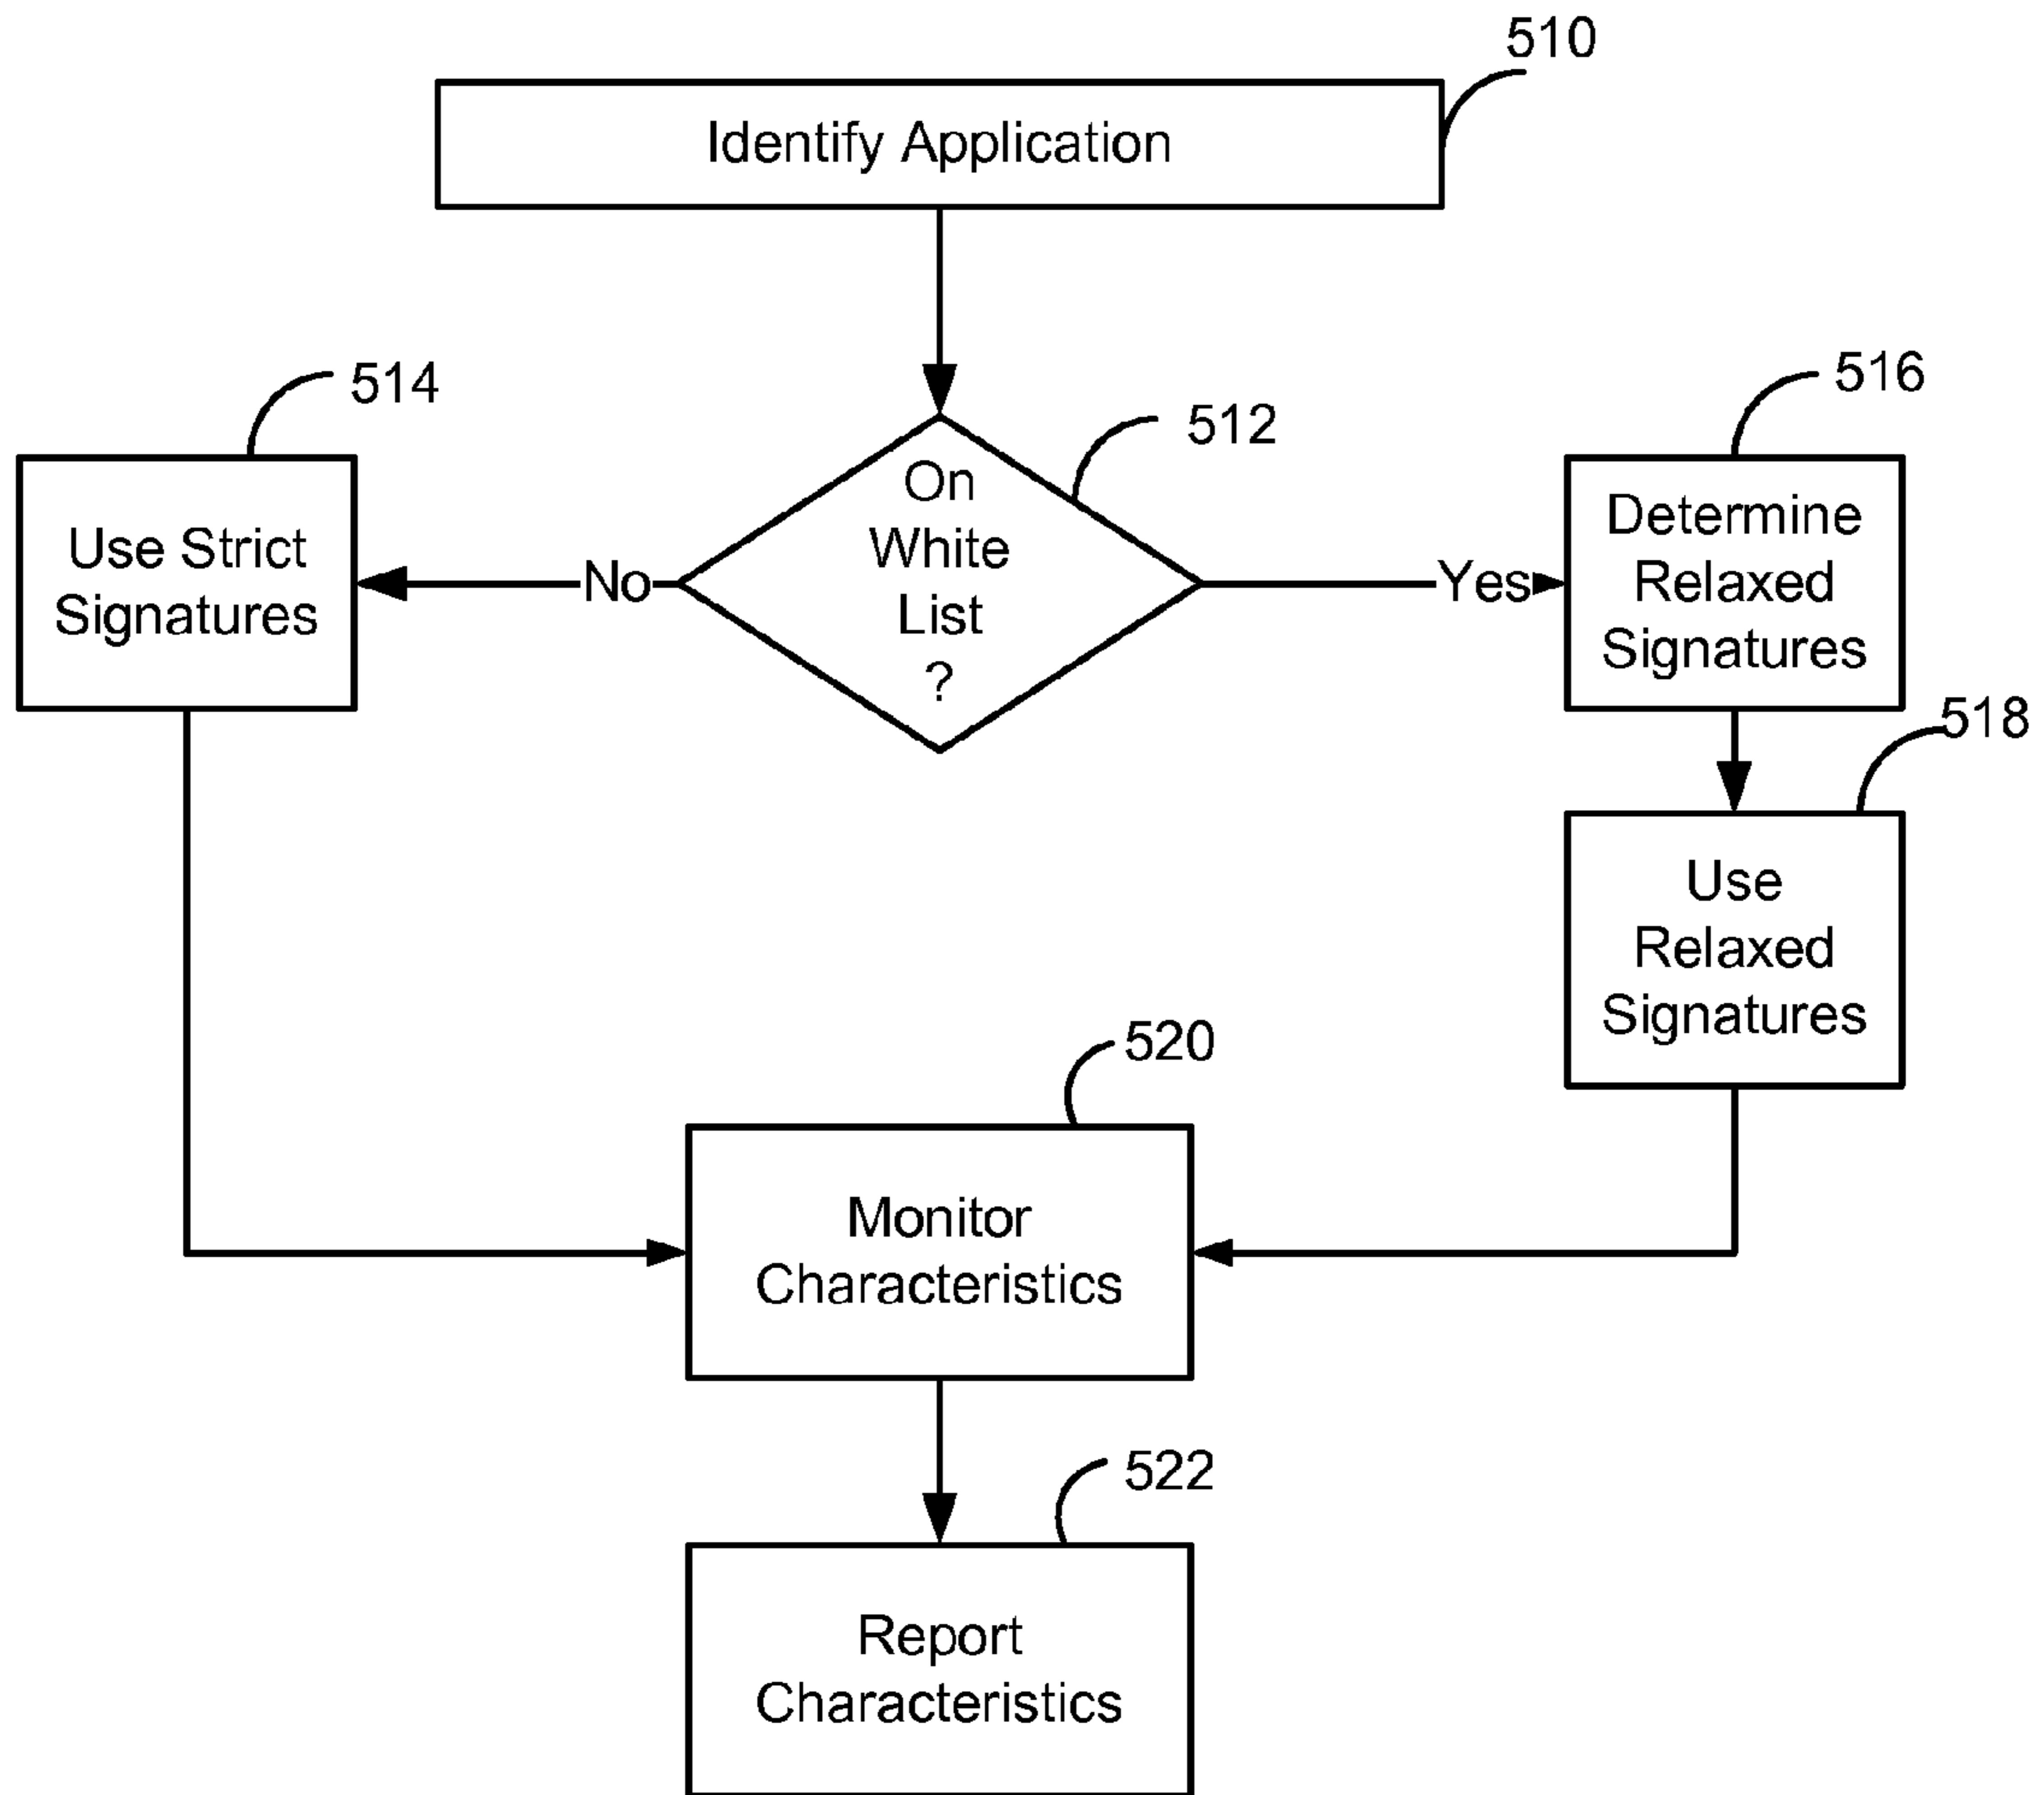 510
Identify Application
514
512
516
On
White
List
?
Use Strict
Signatures
No
Yes
Determine
Relaxed
Signatures
518
Use
Relaxed
Signatures
520
Monitor
Characteristics
522
Report
Characteristics